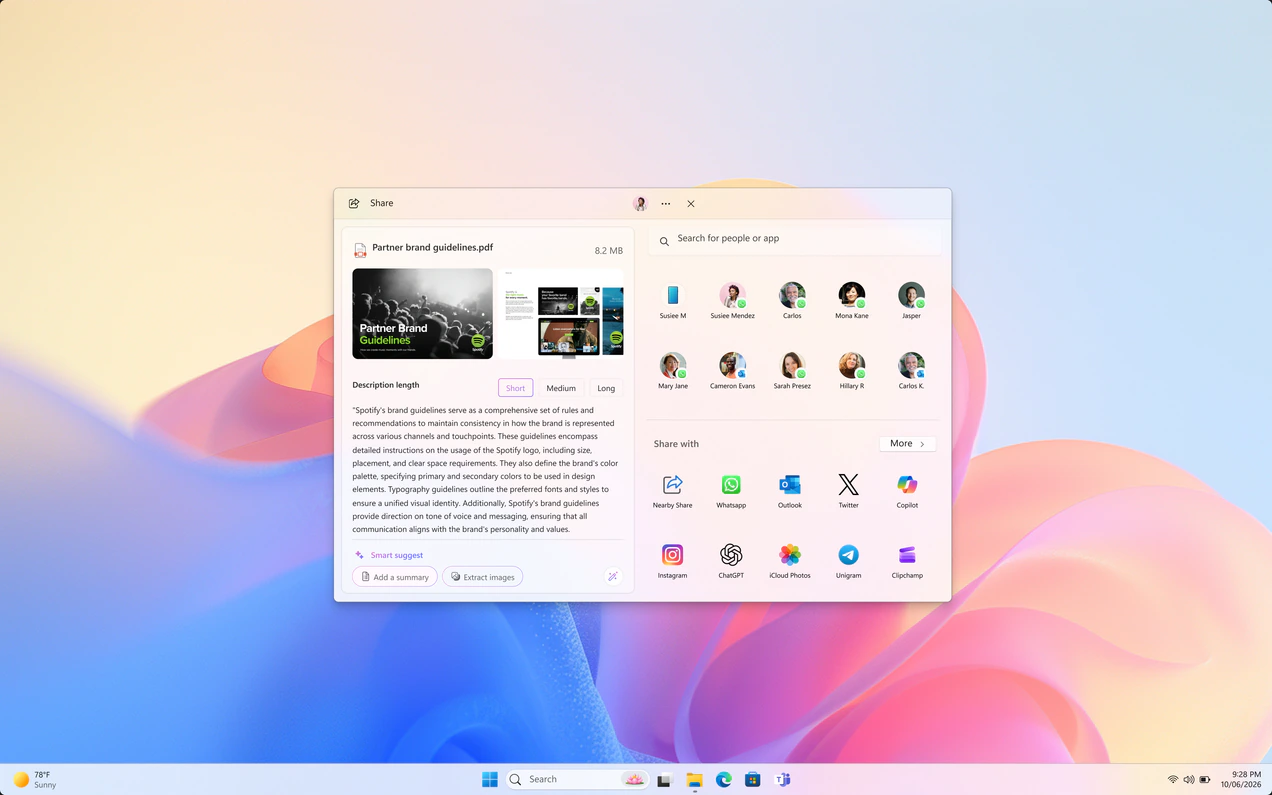 Share
Partner brand guidelines.pdf
8.2 MB
Partner Brand
Guidelines
Spotify
Description length
Short
Medium
Long
"Spotify's brand guidelines serve as a comprehensive set of rules and
recommendations to maintain consistency in how the brand is represented
across various channels and touchpoints. These guidelines encompass
detailed instructions on the usage of the Spotify logo, including size,
placement, and clear space requirements. They also define the brand's color
palette, specifying primary and secondary colors to be used in design
elements. Typography guidelines outline the preferred fonts and styles to
ensure a unified visual identity. Additionally, Spotify's brand guidelines
provide direction on tone of voice and messaging, ensuring that all
communication aligns with the brand's personality and values.
Smart suggest
Add a summary
Extract images
Search for people or app
Susiee M
Susiee Mendez
Carlos
Mona Kane
Jasper
Mary Jane
Cameron Evans
Sarah Presez
Hillary R
Carlos K.
Share with
More
Nearby Share
Whatsapp
Outlook
Twitter
Copilot
Instagram
ChatGPT
iCloud Photos
Unigram
Clipchamp
78°F
Sunny
Search
9:28 PM
10/06/2026